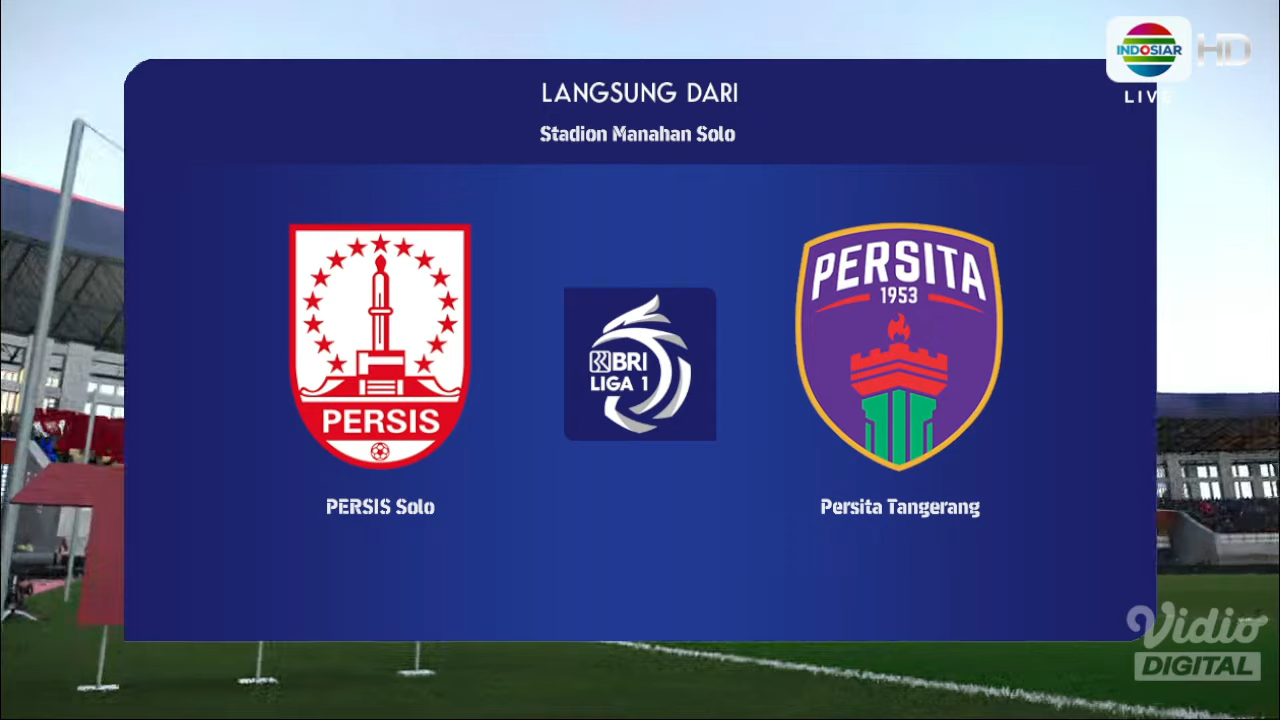 INDOSIAR HD
LIVE
LANGSUNG DARI
Stadion Manahan Solo
PERSITA
1953
BRI
LIGA 1
PERSIS
PERSIS Solo
Persita Tangerang
Vidio
DIGITAL